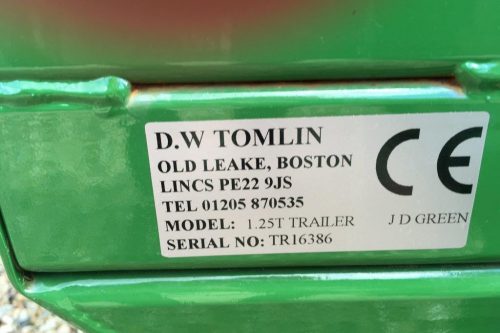 D.W TOMLIN
OLD LEAKE, BOSTON
LINCS PE22 9JS
TEL 01205 870535
MODEL: 1.25T TRAILER
SERIAL NO: TR16386
CE
J D GREEN